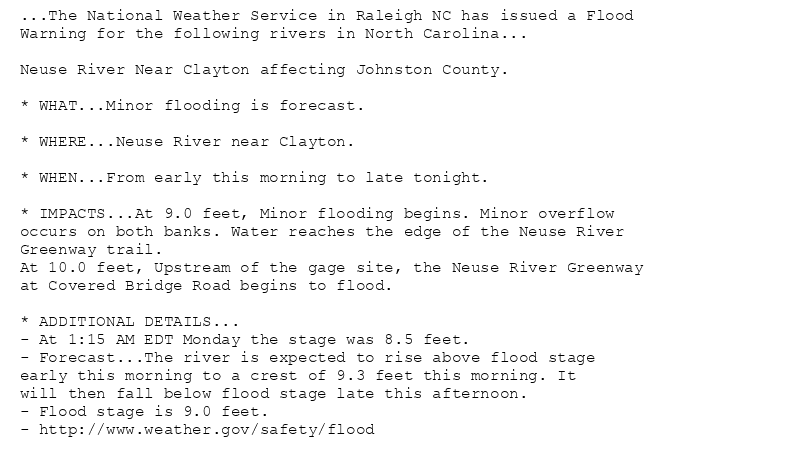 ...The National Weather Service in Raleigh NC has issued a Flood
Warning for the following rivers in North Carolina...
Neuse River Near Clayton affecting Johnston County.
* WHAT...Minor flooding is forecast.
* WHERE...Neuse River near Clayton.
* WHEN...From early this morning to late tonight.
* IMPACTS...At 9.0 feet, Minor flooding begins. Minor overflow
occurs on both banks. Water reaches the edge of the Neuse River
Greenway trail.
At 10.0 feet, Upstream of the gage site, the Neuse River Greenway
at Covered Bridge Road begins to flood.
* ADDITIONAL DETAILS...
- At 1:15 AM EDT Monday the stage was 8.5 feet.
- Forecast...The river is expected to rise above flood stage
early this morning to a crest of 9.3 feet this morning. It
will then fall below flood stage late this afternoon.
- Flood stage is 9.0 feet.
- http://www.weather.gov/safety/flood